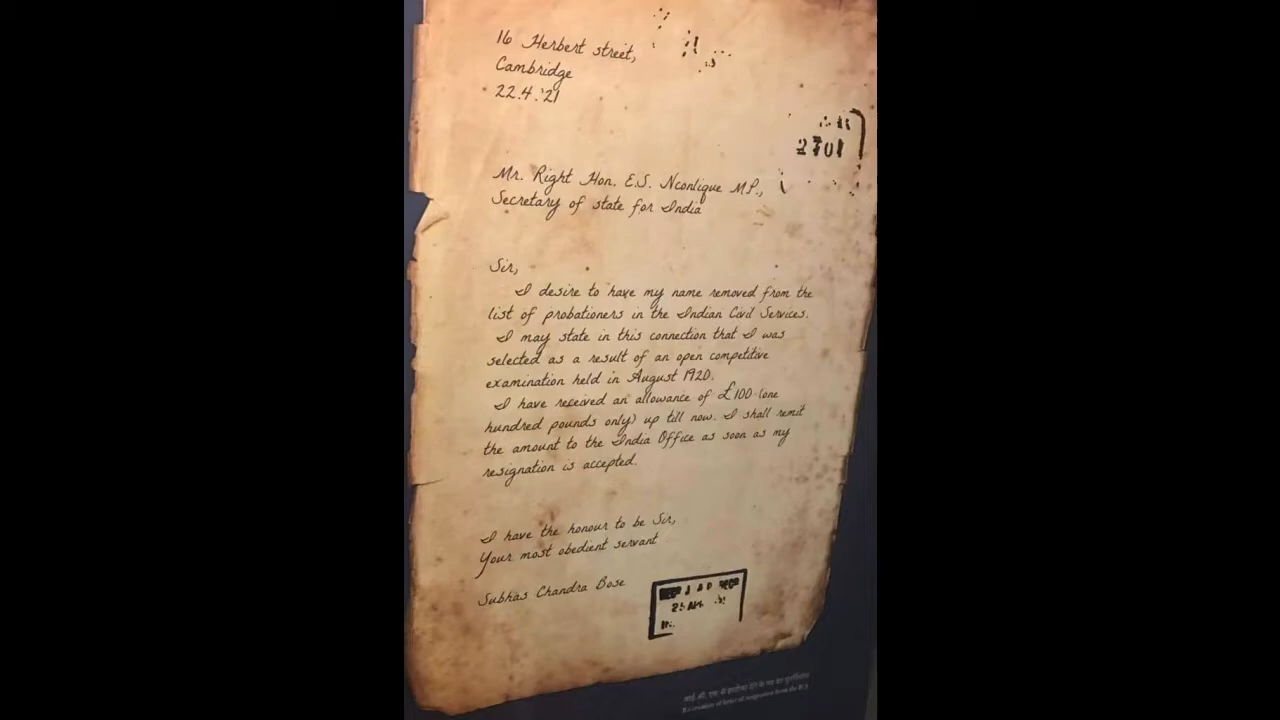 16 Herbert street,
Cambridge
22.4.'21
2701
Mr. Right Hon. E.S. Nconlique MP.,
Secretary of state for India
Sir,
I desire to have my name removed from the
list of probationers in the Indian Civil Services.
I may state in this connection that I was
selected as a result of an open competitive
examination held in August 1920.
I have received an allowance of £100 (one
hundred pounds only) up till now. I shall remit
the amount to the India Office as soon as my
resignation is accepted.
I have the honour to be Sir,
Your most obedient servant
Subhas Chandra Bose